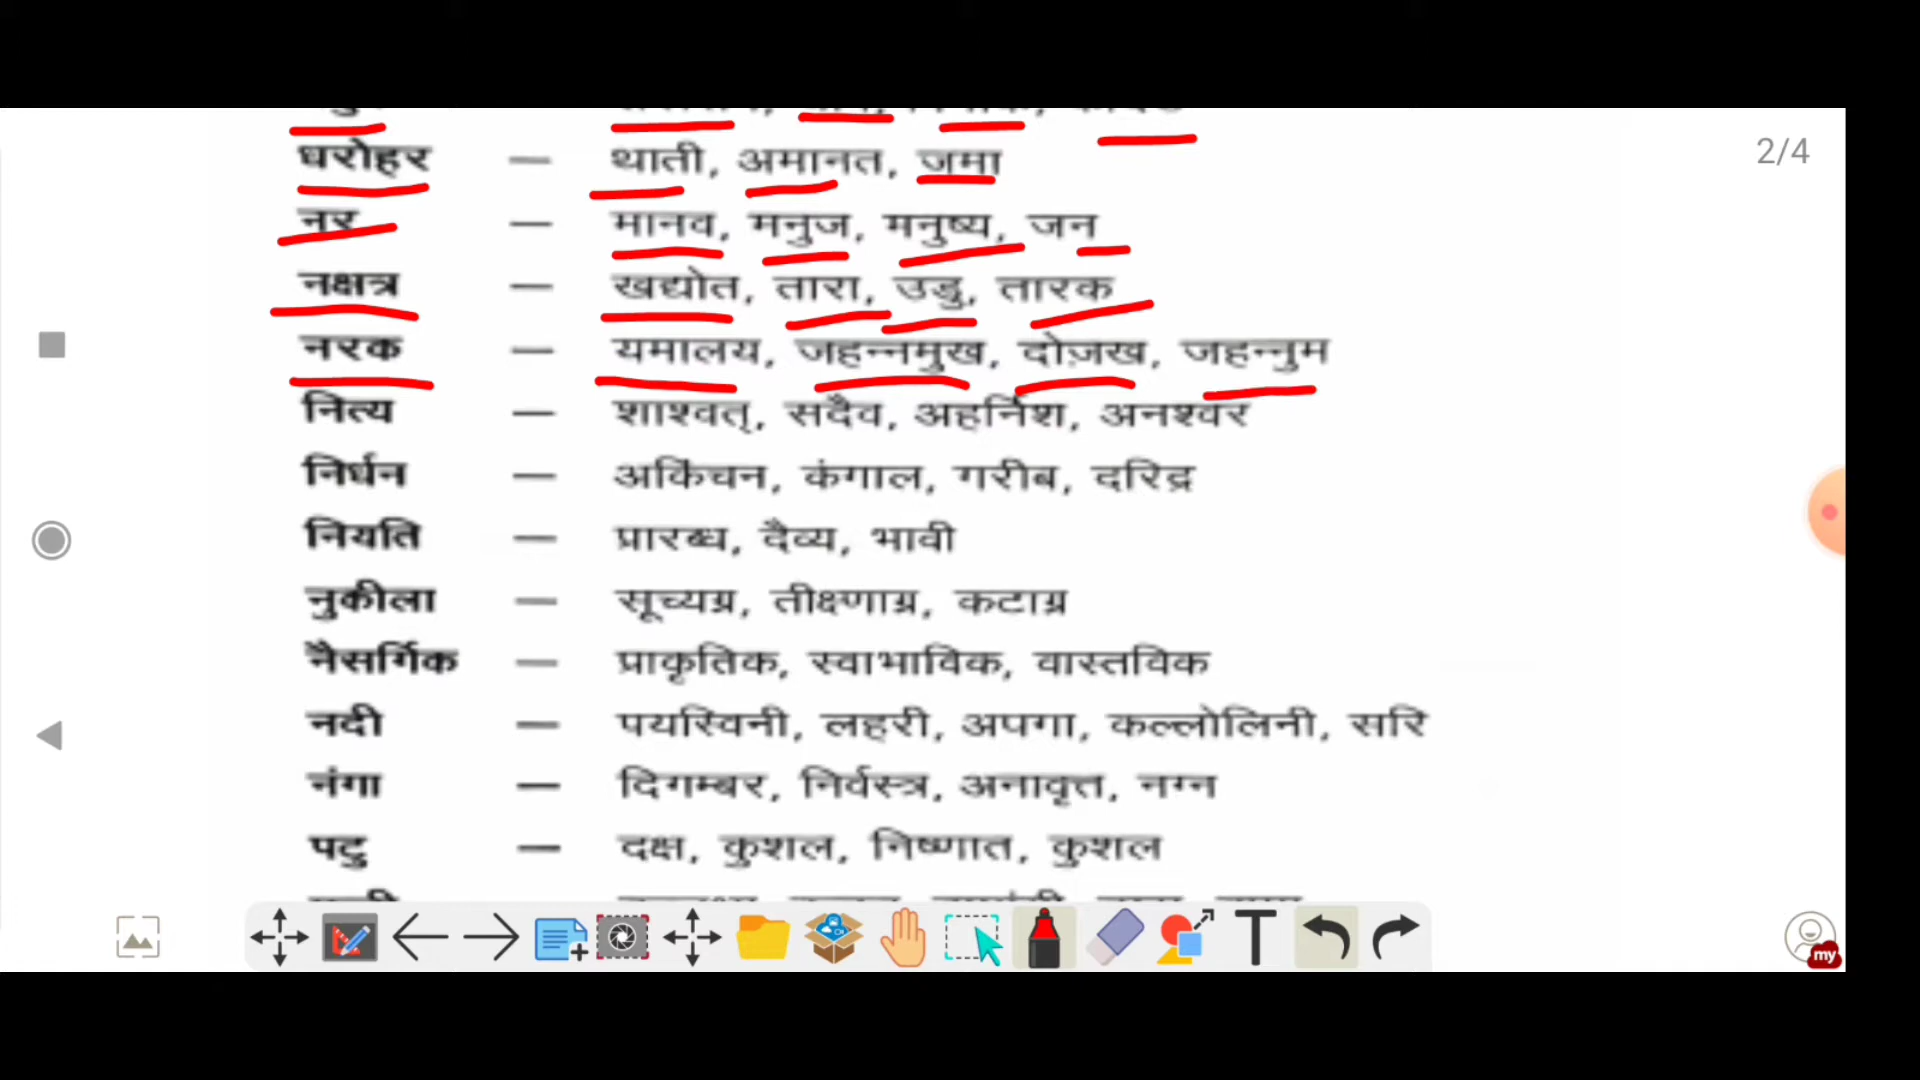 2/4
धरोहर — थाती, अमानत, जमा
नर — मानव, मनुज, मनुष्य, जन
नक्षत्र — खद्योत, तारा, उडु, तारक
नरक — यमालय, जहन्नमुख, दोज़ख, जहन्नुम
नित्य — शाश्वत्, सदैव, अहर्निश, अनश्वर
निर्धन — अकिंचन, कंगाल, गरीब, दरिद्र
नियति — प्रारब्ध, दैव्य, भावी
नुकीला — सूच्यग्र, तीक्ष्णाग्र, कटाग्र
नैसर्गिक — प्राकृतिक, स्वाभाविक, वास्तविक
नदी — पयस्विनी, लहरी, अपगा, कल्लोलिनी, सरि
नंगा — दिगम्बर, निर्वस्त्र, अनावृत्त, नग्न
पटु — दक्ष, कुशल, निष्णात, कुशल
T
my